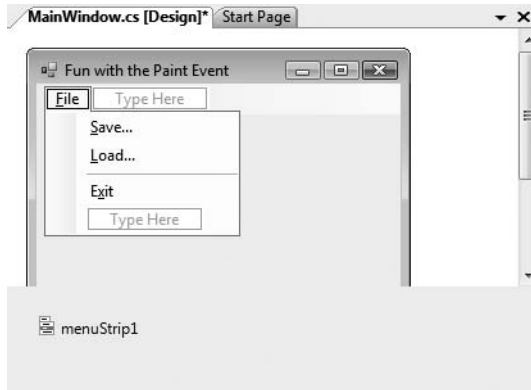 MainWindow.cs [Design]* Start Page
Fun with the Paint Event
File Type Here
Save...
Load...
Exit
Type Here
menuStrip1